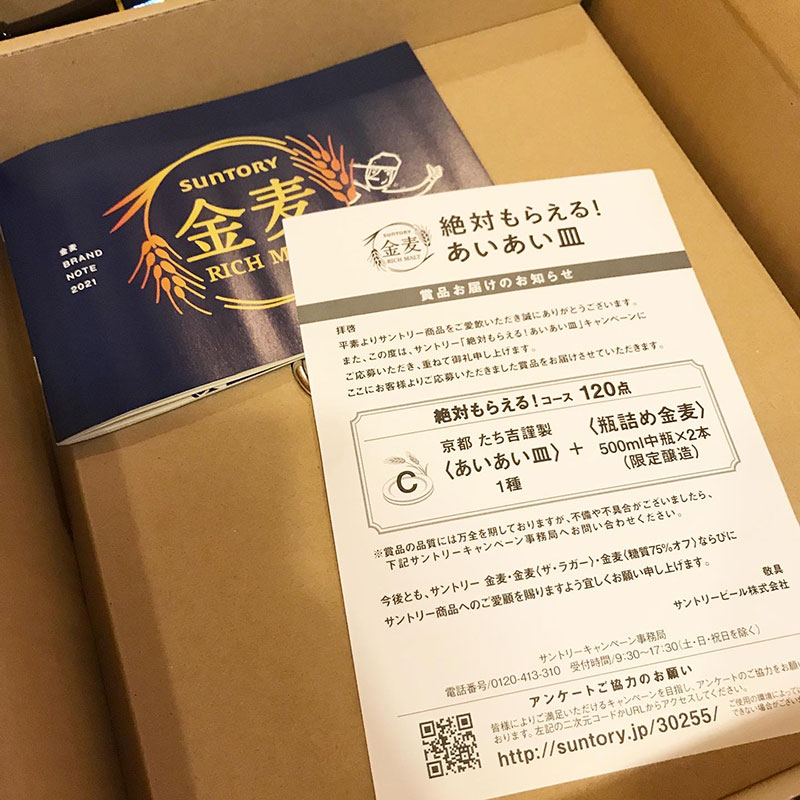 SUNTORY
金麦
RICH M
金麦
BRAND
NOTE
2021
SUNTORY
金麦
RICH MALT
絶対もらえる！
あいあい皿
賞品お届けのお知らせ
拝啓
平素よりサントリー商品をご愛飲いただき誠にありがとうございます。
また、この度は、サントリー「絶対もらえる！あいあい皿」キャンペーンに
ご応募いただき、重ねて御礼申し上げます。
ここにお客様よりご応募いただきました賞品をお届けさせていただきます。
絶対もらえる！コース 120点
C
京都 たち吉謹製
〈あいあい皿〉
1種
+
〈瓶詰め金麦〉
500ml中瓶×2本
(限定醸造)
※賞品の品質には万全を期しておりますが、不備や不具合がございましたら、
下記サントリーキャンペーン事務局へお問い合わせください。
今後とも、サントリー 金麦・金麦〈ザ・ラガー〉・金麦〈糖質75%オフ〉ならびに
サントリー商品へのご愛顧を賜りますよう宜しくお願い申し上げます。
敬具
サントリービール株式会社
サントリーキャンペーン事務局
電話番号/0120-413-310 受付時間/9:30〜17:30(土・日・祝日を除く)
アンケートご協力のお願い
皆様によりご満足いただけるキャンペーンを目指し、アンケートのご協力をお願い
おります。左記の二次元コードかURLからアクセスしてください。
http://suntory.jp/30255/
ご使用の環境によって
できない場合がござい